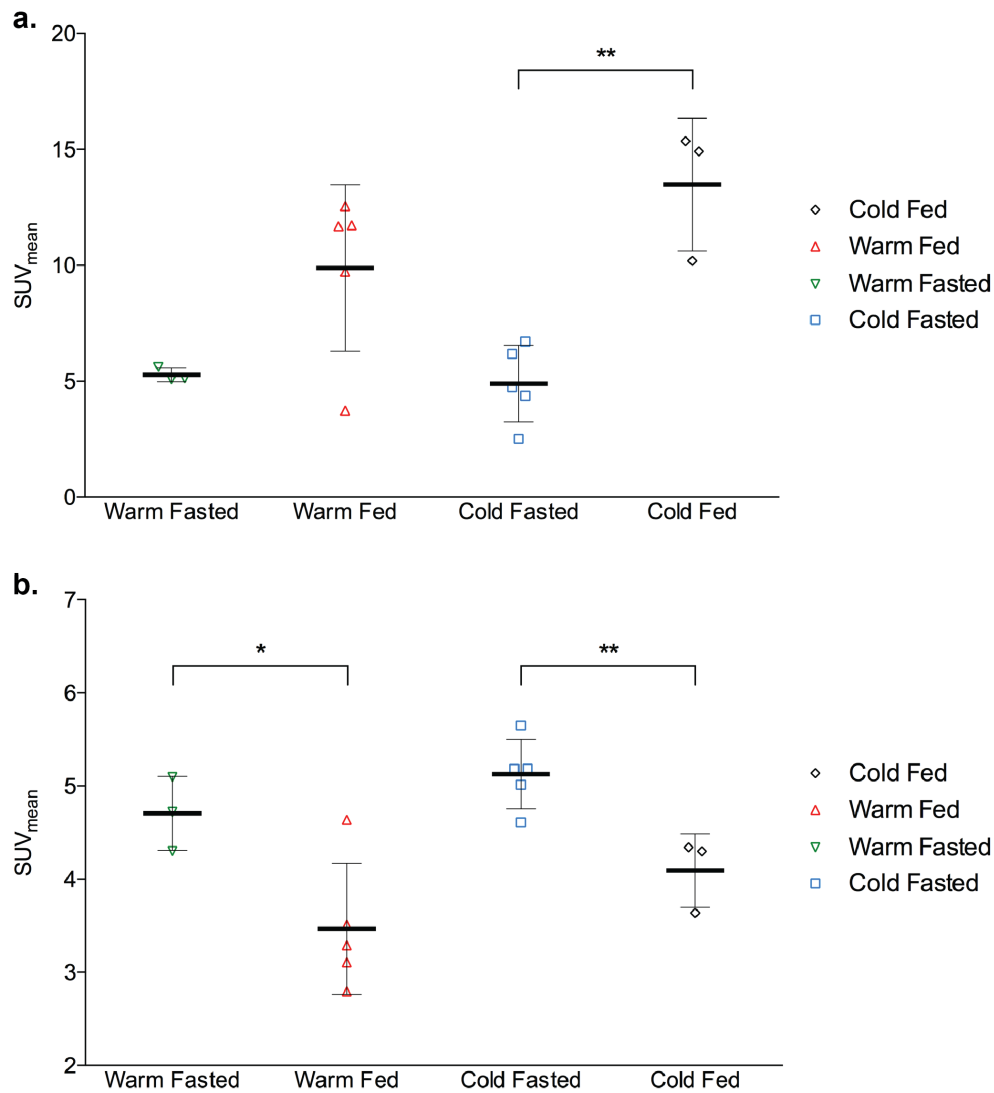 a.
20
**
15
SUVmean
10
5
0
Warm Fasted Warm Fed Cold Fasted Cold Fed
Cold Fed
Warm Fed
Warm Fasted
Cold Fasted
b.
7
* **
6
5
SUVmean
4
3
2
Warm Fasted Warm Fed Cold Fasted Cold Fed
Cold Fed
Warm Fed
Warm Fasted
Cold Fasted